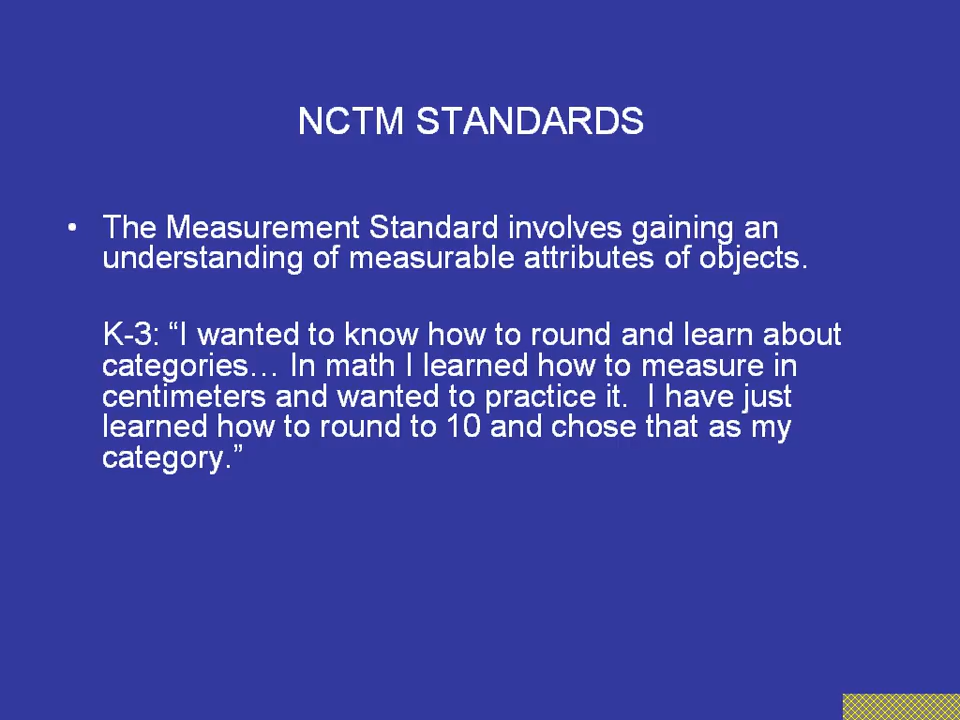 NCTM STANDARDS
• The Measurement Standard involves gaining an
understanding of measurable attributes of objects.
K-3: “I wanted to know how to round and learn about
categories… In math I learned how to measure in
centimeters and wanted to practice it.  I have just
learned how to round to 10 and chose that as my
category.”